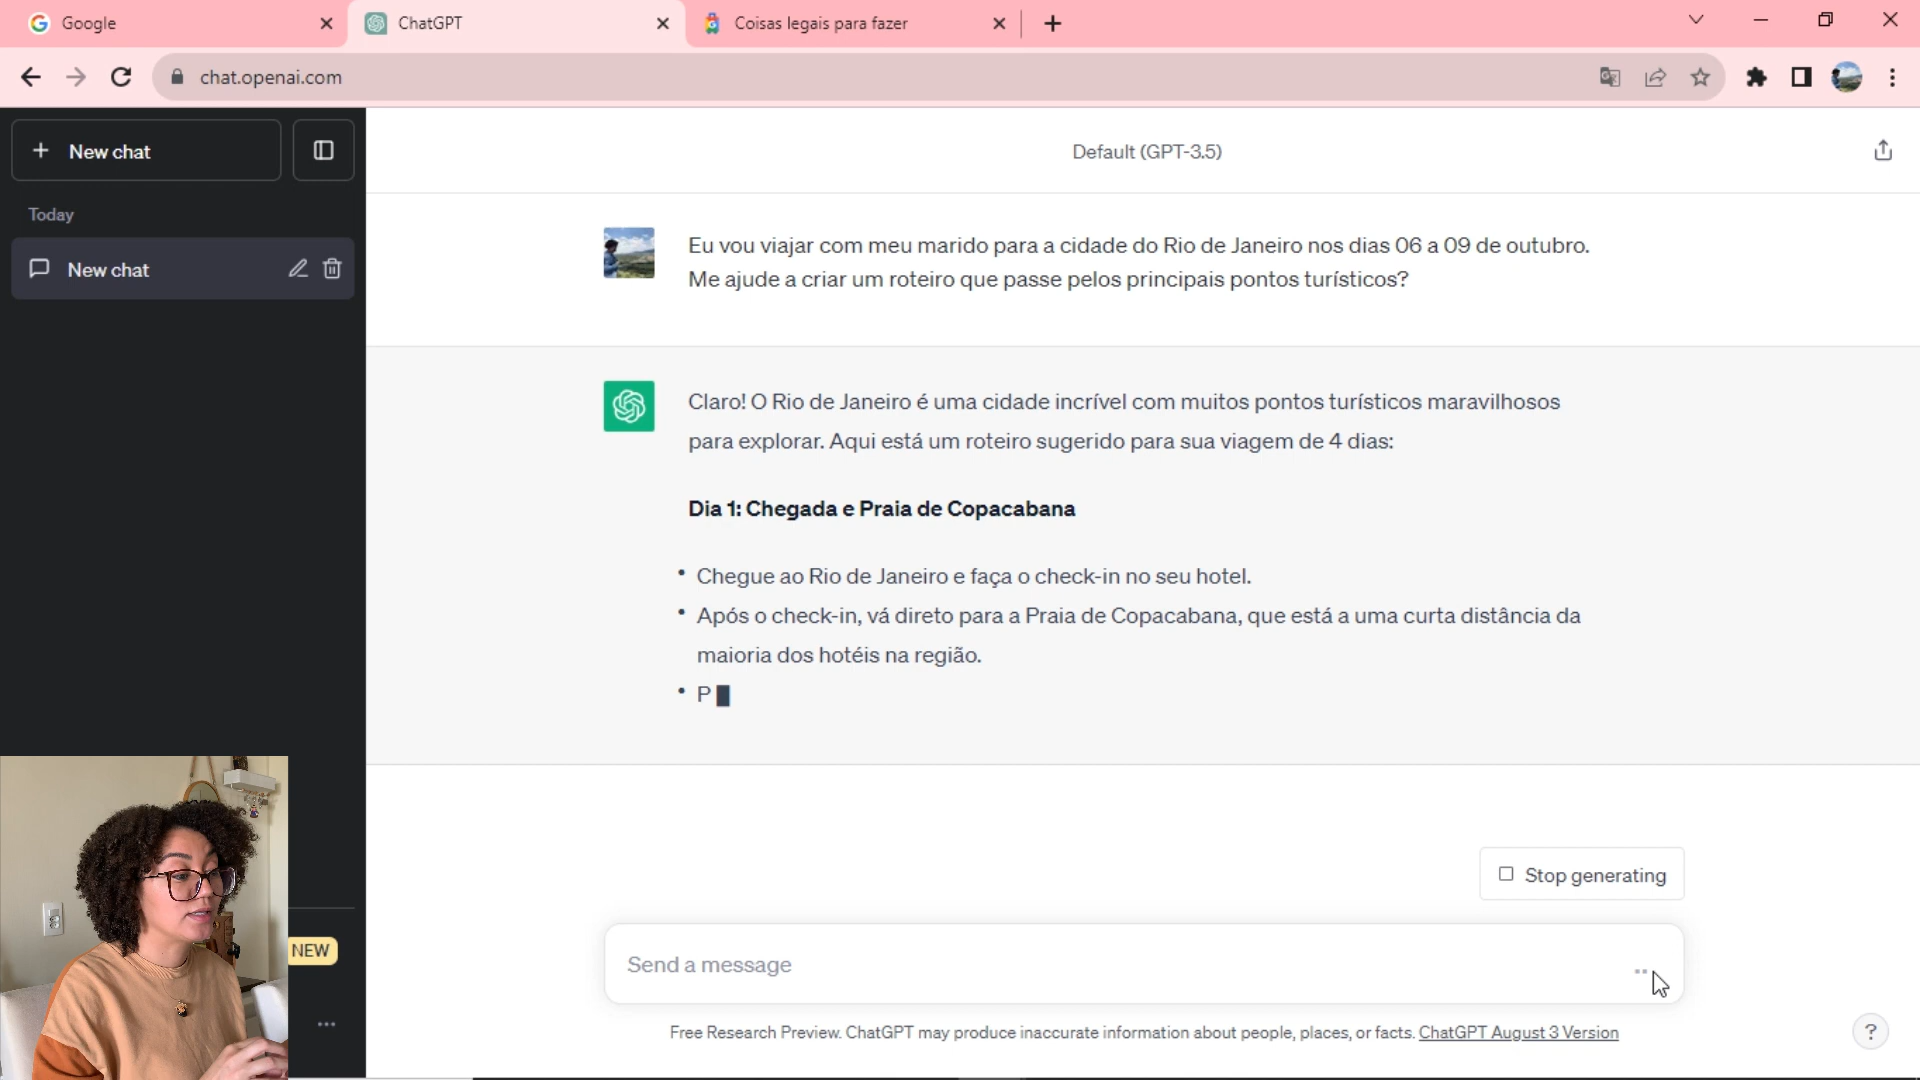 Google
ChatGPT
Coisas legais para fazer
chat.openai.com
New chat
Default (GPT-3.5)
Today
New chat
Eu vou viajar com meu marido para a cidade do Rio de Janeiro nos dias 06 a 09 de outubro.
Me ajude a criar um roteiro que passe pelos principais pontos turísticos?
Claro! O Rio de Janeiro é uma cidade incrível com muitos pontos turísticos maravilhosos
para explorar. Aqui está um roteiro sugerido para sua viagem de 4 dias:
Dia 1: Chegada e Praia de Copacabana
• Chegue ao Rio de Janeiro e faça o check-in no seu hotel.
• Após o check-in, vá direto para a Praia de Copacabana, que está a uma curta distância da
maioria dos hotéis na região.
• P
Stop generating
NEW
Send a message
Free Research Preview. ChatGPT may produce inaccurate information about people, places, or facts. ChatGPT August 3 Version
?